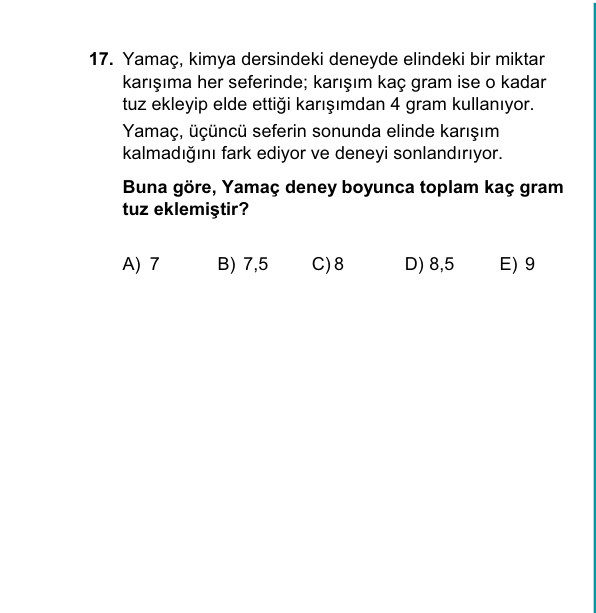 17. Yamaç, kimya dersindeki deneyde elindeki bir miktar
karışıma her seferinde; karışım kaç gram ise o kadar
tuz ekleyip elde ettiği karışımdan 4 gram kullanıyor.
Yamaç, üçüncü seferin sonunda elinde karışım
kalmadığını fark ediyor ve deneyi sonlandırıyor.
Buna göre, Yamaç deney boyunca toplam kaç gram
tuz eklemiştir?
A) 7 B) 7,5 C) 8 D) 8,5 E) 9